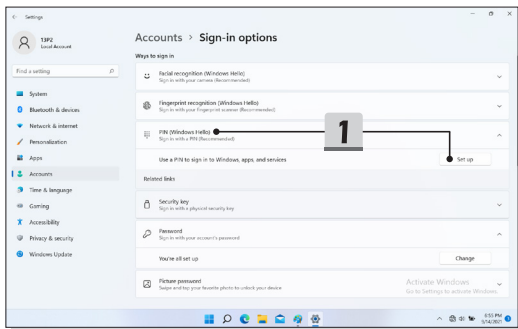 Settings
13P2
Local Account
Find a setting
System
Bluetooth & devices
Network & internet
Personalization
Apps
Accounts
Time & language
Gaming
Accessibility
Privacy & security
Windows Update
Accounts > Sign-in options
Ways to sign in
Facial recognition (Windows Hello)
Sign in with your camera (Recommended)
Fingerprint recognition (Windows Hello)
Sign in with your fingerprint scanner (Recommended)
PIN (Windows Hello)
Sign in with a PIN (Recommended)
1
Use a PIN to sign in to Windows, apps, and services
Set up
Related links
Security key
Sign in with a physical security key
Password
Sign in with your account's password
You're all set up
Change
Picture password
Swipe and tap your favorite photo to unlock your device
Activate Windows
Go to Settings to activate Windows.
6:53 PM
9/14/2021